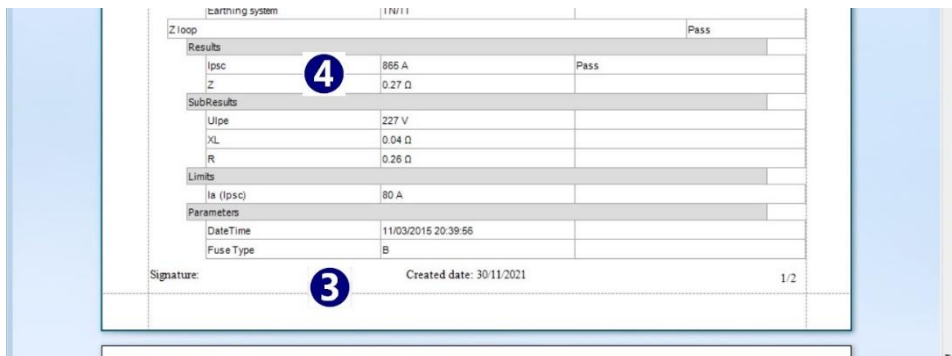 Earthing system TN/TT
Z loop Pass
Results
Ipsc 865 A Pass
4
Z 0.27 Ω
SubResults
Ulpe 227 V
XL 0.04 Ω
R 0.26 Ω
Limits
Ia (Ipsc) 80 A
Parameters
DateTime 11/03/2015 20:39:56
Fuse Type B
Signature: Created date: 30/11/2021 1/2
3